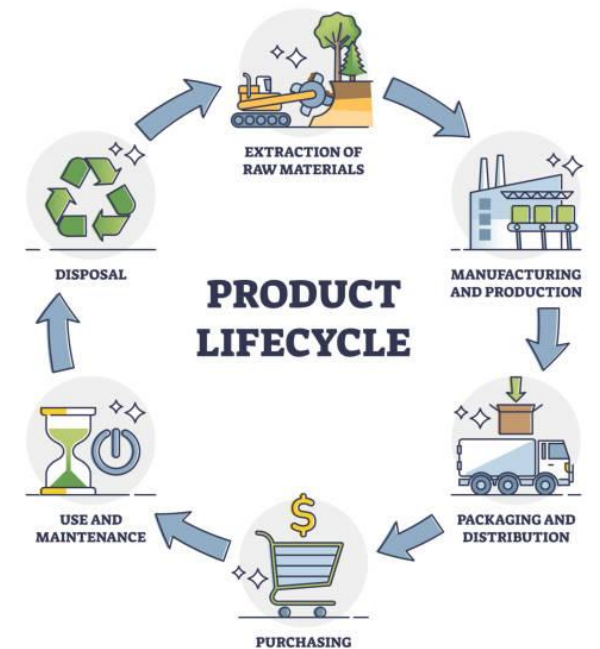 PRODUCT
LIFECYCLE
EXTRACTION OF
RAW MATERIALS
MANUFACTURING
AND PRODUCTION
PACKAGING AND
DISTRIBUTION
$
PURCHASING
USE AND
MAINTENANCE
DISPOSAL